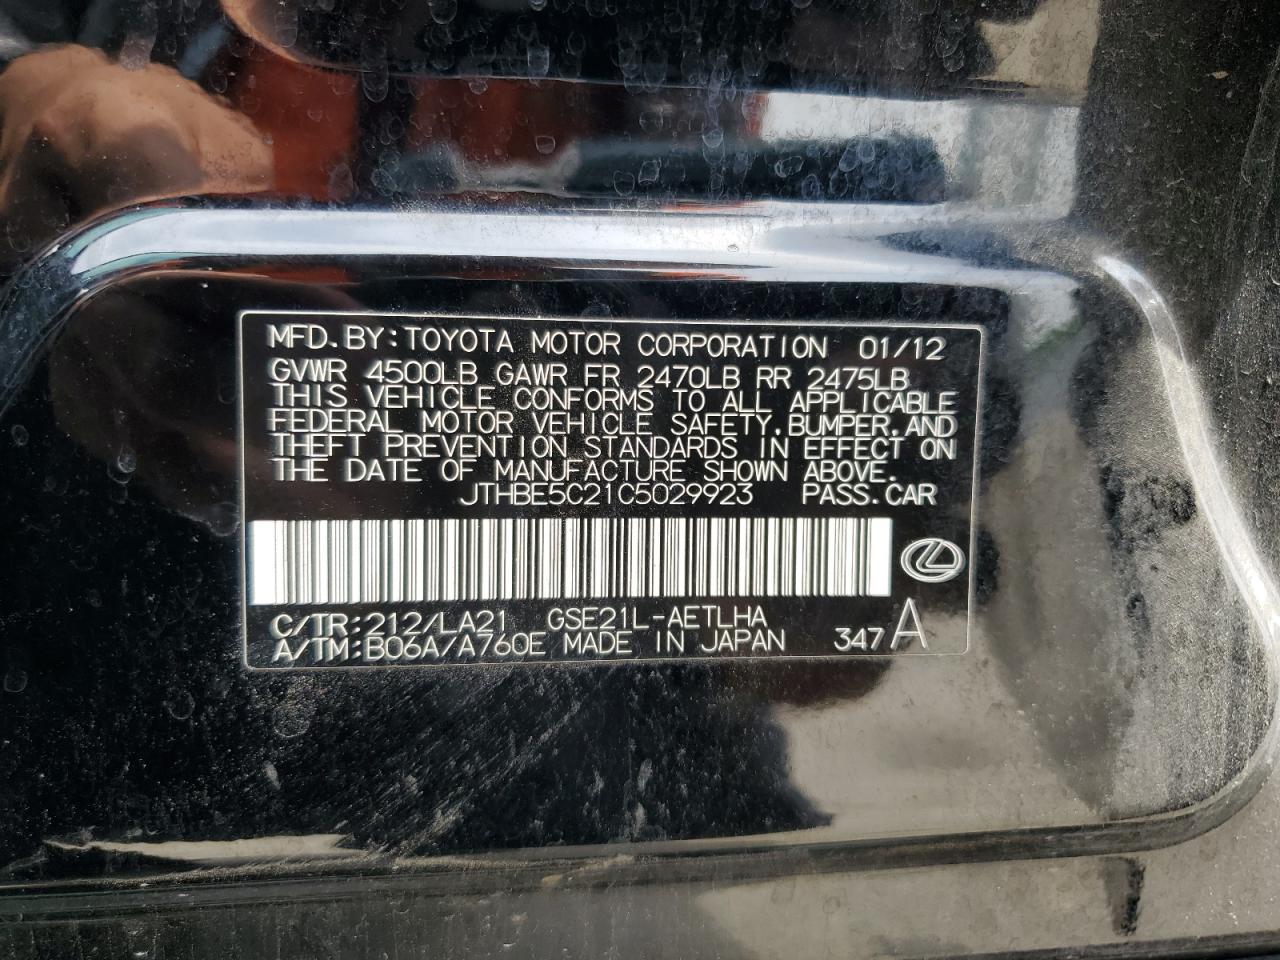 MFD.BY:TOYOTA MOTOR CORPORATION 01/12
GVWR 4500LB GAWR FR 2470LB RR 2475LB
THIS VEHICLE CONFORMS TO ALL APPLICABLE
FEDERAL MOTOR VEHICLE SAFETY,BUMPER,AND
THEFT PREVENTION STANDARDS IN EFFECT ON
THE DATE OF MANUFACTURE SHOWN ABOVE.
JTHBE5C21C5029923 PASS.CAR
C/TR:212/LA21 GSE21L-AETLHA
A/TM:B06A/A760E MADE IN JAPAN 347A